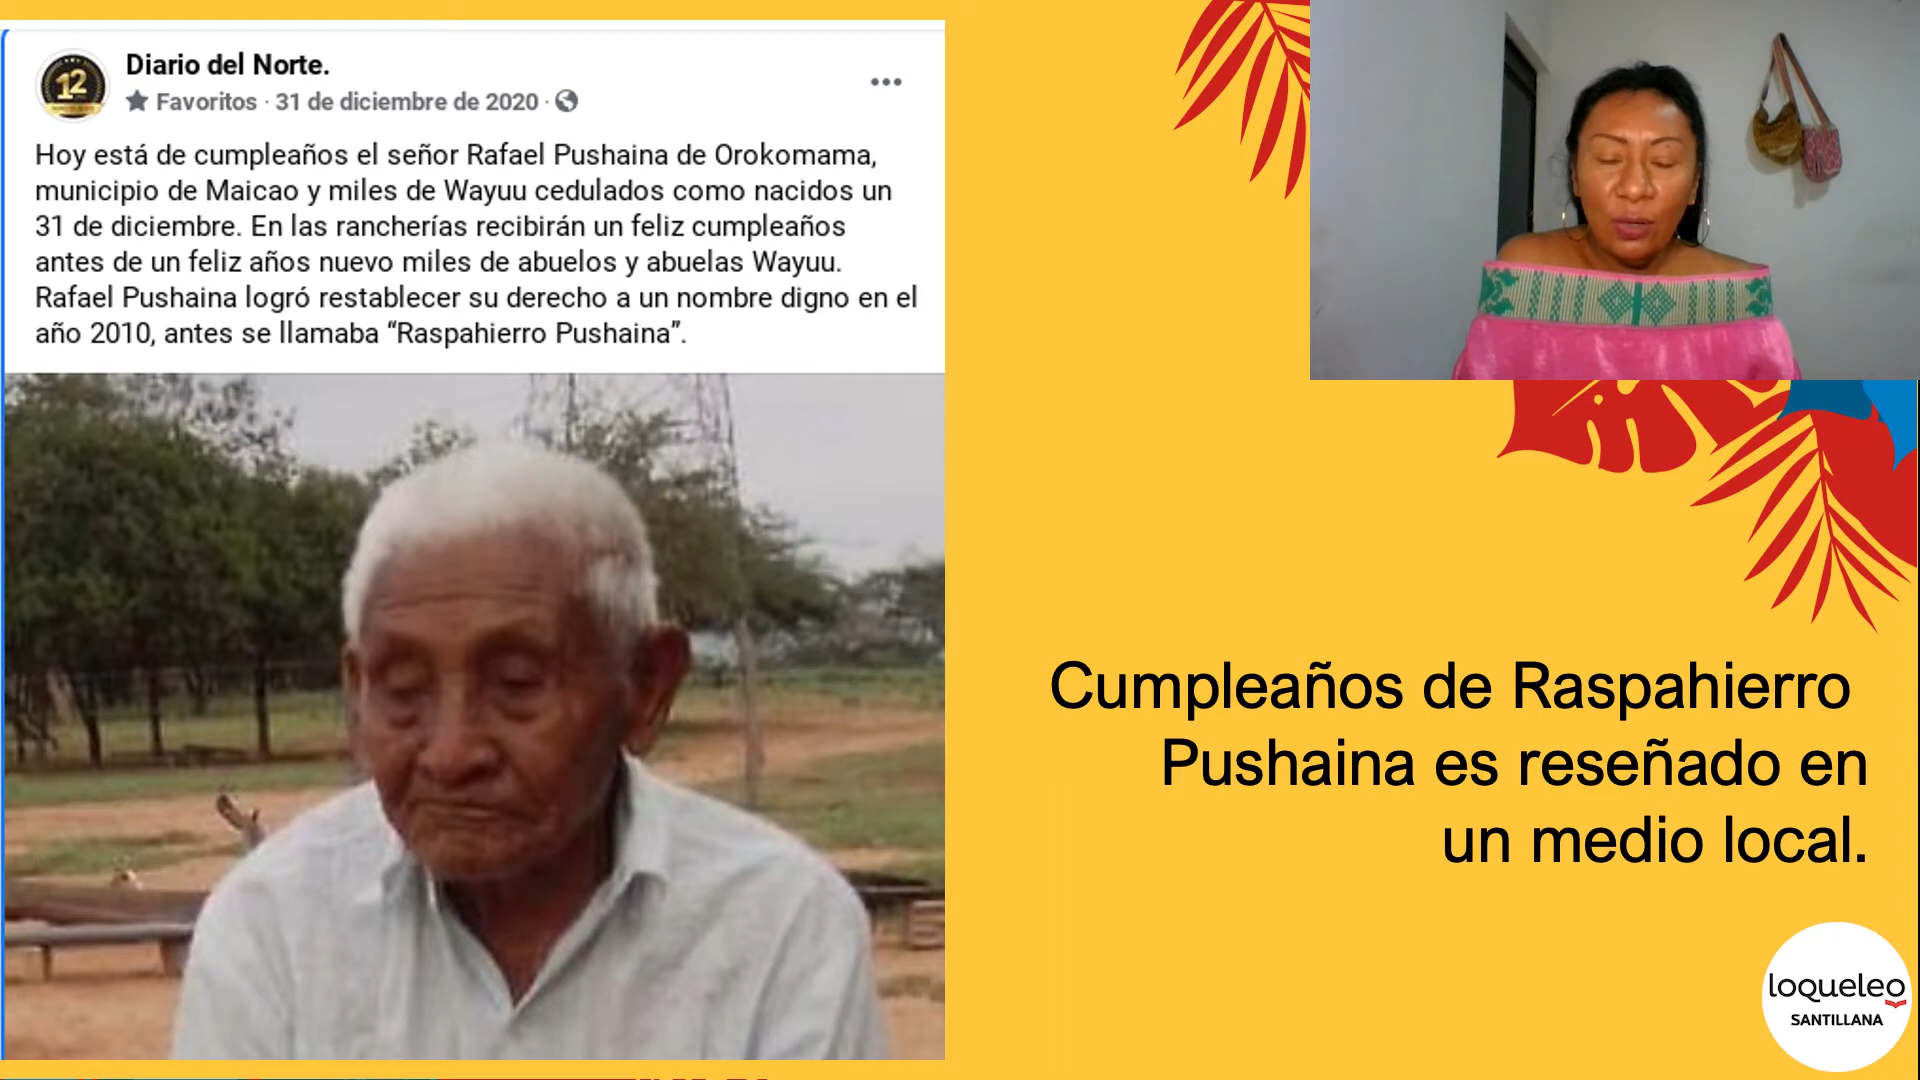 12
Diario del Norte.
Favoritos · 31 de diciembre de 2020 ·
Hoy está de cumpleaños el señor Rafael Pushaina de Orokomama,
municipio de Maicao y miles de Wayuu cedulados como nacidos un
31 de diciembre. En las rancherías recibirán un feliz cumpleaños
antes de un feliz años nuevo miles de abuelos y abuelas Wayuu.
Rafael Pushaina logró restablecer su derecho a un nombre digno en el
año 2010, antes se llamaba “Raspahierro Pushaina”.
Cumpleaños de Raspahierro
Pushaina es reseñado en
un medio local.
loqueleo
SANTILLANA